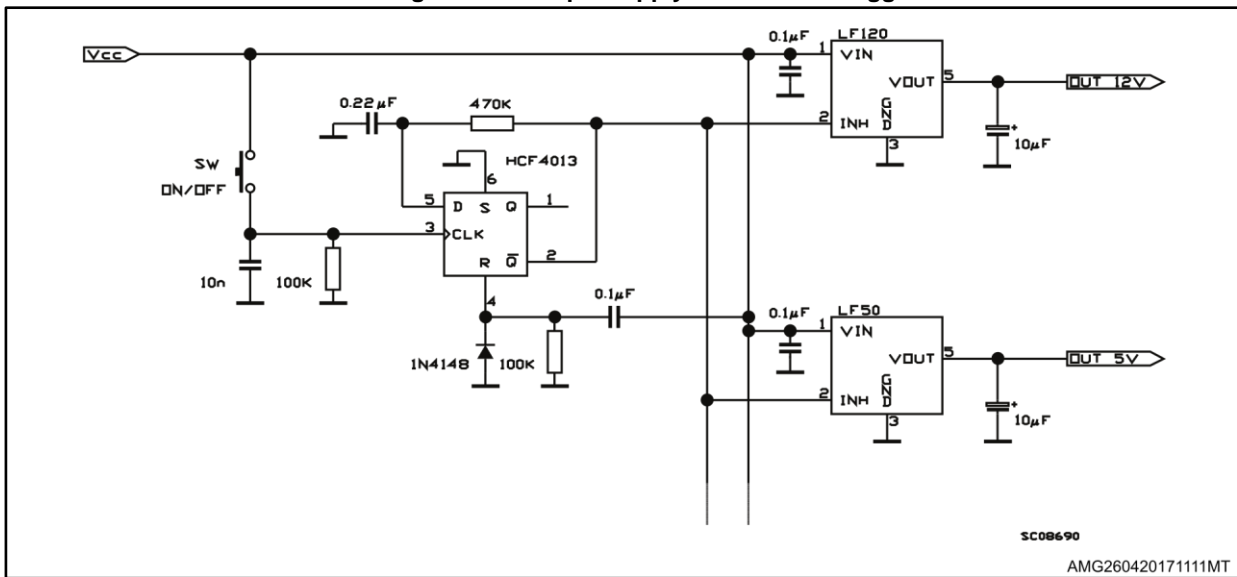 Vcc
0.1µF
LF120
1 VIN
VOUT 5
OUT 12V
0.22µF
470K
2 INH
GND
3
10µF
+
HCF4013
SW
ON/OFF
6
5 D S Q 1
3 CLK
R Q 2
10n
100K
4
0.1µF
0.1µF
LF50
1 VIN
1N4148
100K
VOUT 5
OUT 5V
2 INH
GND
3
10µF
+
SC08690
AMG260420171111MT